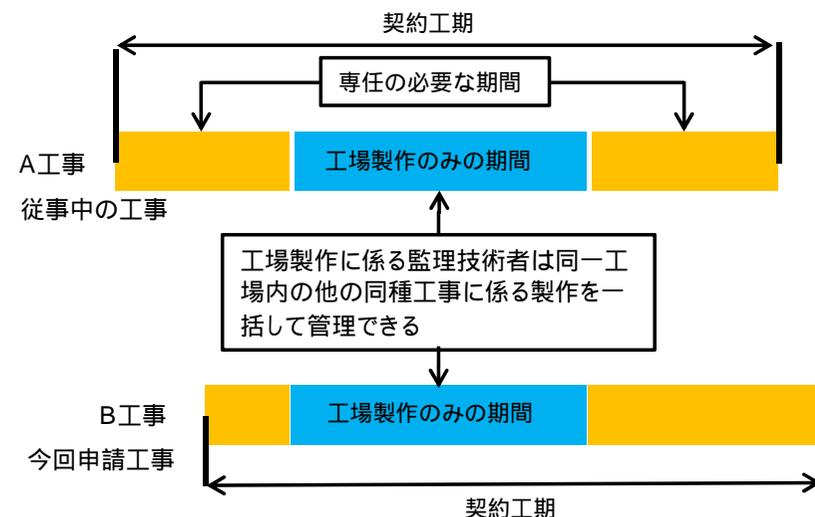 契約工期
専任の必要な期間
A工事
工場製作のみの期間
従事中の工事
工場製作に係る監理技術者は同一工
場内の他の同種工事に係る製作を一
括して管理できる
B工事
工場製作のみの期間
今回申請工事
契約工期